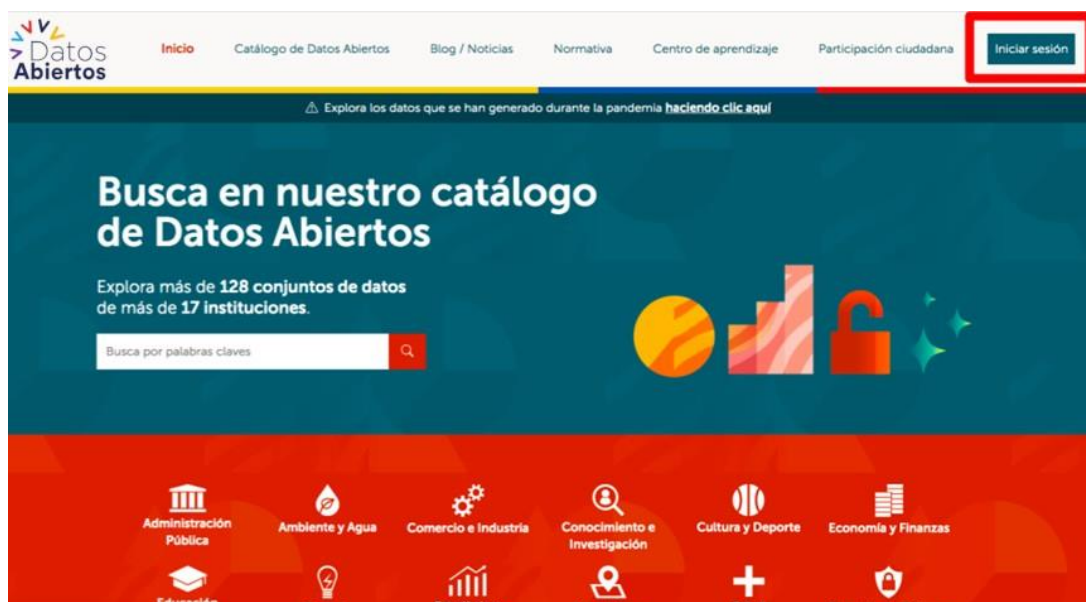 Datos
Abiertos
Inicio
Catálogo de Datos Abiertos
Blog / Noticias
Normativa
Centro de aprendizaje
Participación ciudadana
Iniciar sesión
Explora los datos que se han generado durante la pandemia haciendo clic aquí
Busca en nuestro catálogo
de Datos Abiertos
Explora más de 128 conjuntos de datos
de más de 17 instituciones.
Busca por palabras claves
Administración
Pública
Ambiente y Agua
Comercio e Industria
Conocimiento e
Investigación
Cultura y Deporte
Economía y Finanzas
Educación